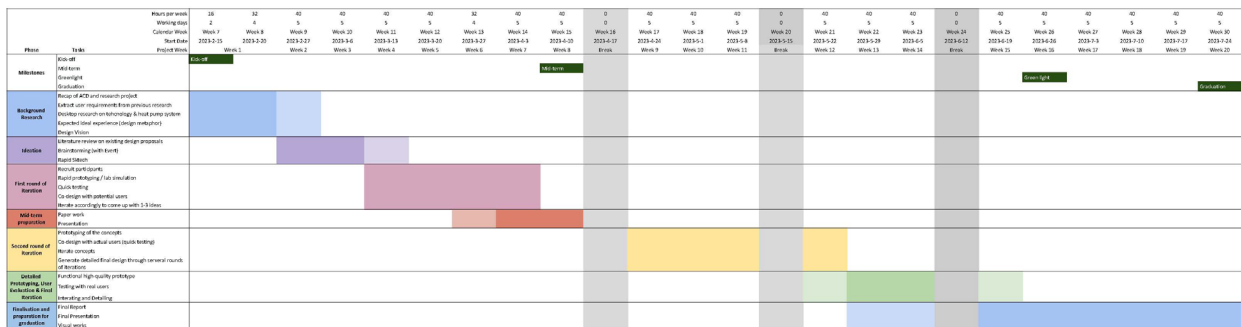 Hours per week 16 32 40 40 40 40 32 40 40 0 40 40 40 0 40 40 40 0 40 40 40 40 40 40
Working days 2 4 5 5 5 5 4 5 5 0 5 5 5 0 5 5 5 0 5 5 5 5 5 5
Calendar Week Week 7 Week 8 Week 9 Week 10 Week 11 Week 12 Week 13 Week 14 Week 15 Week 16 Week 17 Week 18 Week 19 Week 20 Week 21 Week 22 Week 23 Week 24 Week 25 Week 26 Week 27 Week 28 Week 29 Week 30
Start Date 2023-2-15 2023-2-20 2023-2-27 2023-3-6 2023-3-13 2023-3-20 2023-3-27 2023-4-3 2023-4-10 2023-4-17 2023-4-24 2023-5-1 2023-5-8 2023-5-15 2023-5-22 2023-5-29 2023-6-5 2023-6-12 2023-6-19 2023-6-26 2023-7-3 2023-7-10 2023-7-17 2023-7-24
Phase Tasks Project Week Week 1 Week 2 Week 3 Week 4 Week 5 Week 6 Week 7 Week 8 Break Week 9 Week 10 Week 11 Break Week 12 Week 13 Week 14 Break Week 15 Week 16 Week 17 Week 18 Week 19 Week 20
Milestones
Kick-off Kick-off
Mid-term Mid-term
Greenlight Green light
Graduation Graduation
Background Research
Recap of ACD and research project
Extract user requirements from previous research
Desktop research on technology & heat pump system
Expected ideal experience (design metaphor)
Design Vision
Ideation
Literature review on existing design proposals
Brainstorming (with Evert)
Rapid Sktech
First round of Iteration
Recruit participants
Rapid prototyping / lab simulation
Quick testing
Co-design with potential users
Iterate accordingly to come up with 1-3 ideas
Mid-term preparation
Paper work
Presentation
Second round of Iteration
Prototyping of the concepts
Co-design with actual users (quick testing)
Iterate concepts
Generate detailed final design through serveral rounds
of iterations
Detailed Prototyping, User Evaluation & Final Iteration
Functional high-quality prototype
Testing with real users
Interating and Detailing
Finalisation and preparation for graduation
Final Report
Final Presentation
Visual works